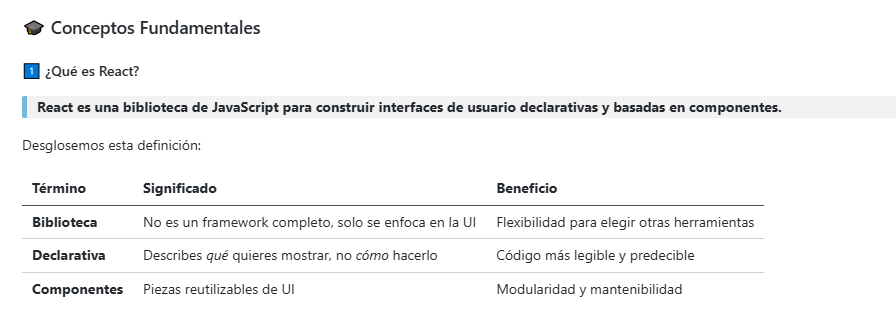 🎓 Conceptos Fundamentales
1️⃣ ¿Qué es React?
React es una biblioteca de JavaScript para construir interfaces de usuario declarativas y basadas en componentes.
Desglosemos esta definición:
Término Significado Beneficio
Biblioteca No es un framework completo, solo se enfoca en la UI Flexibilidad para elegir otras herramientas
Declarativa Describes qué quieres mostrar, no cómo hacerlo Código más legible y predecible
Componentes Piezas reutilizables de UI Modularidad y mantenibilidad